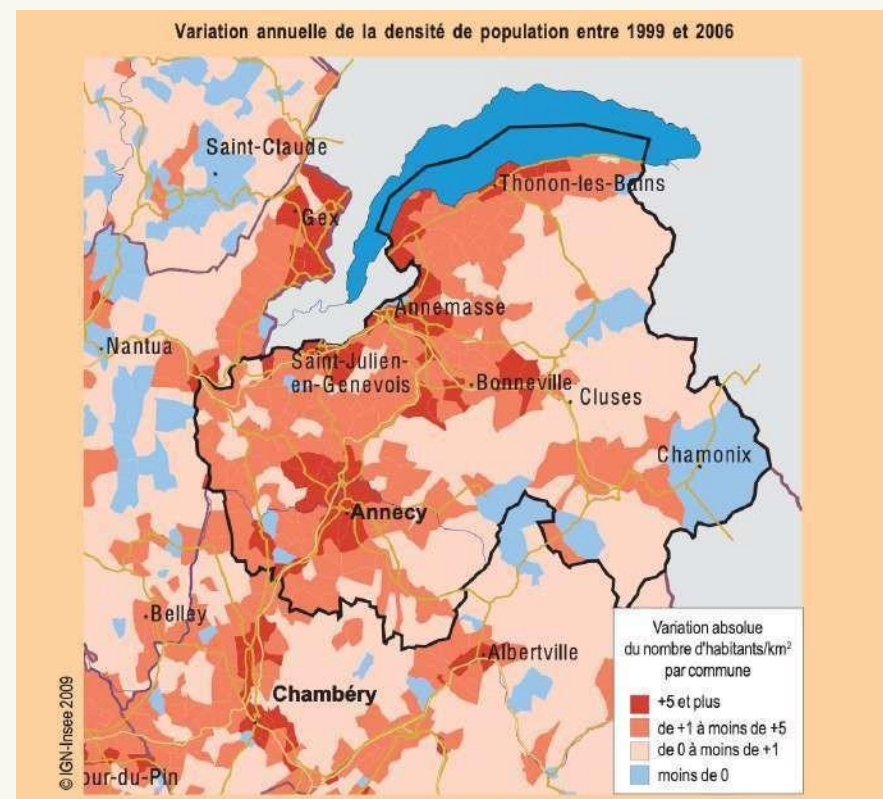 Variation annuelle de la densité de population entre 1999 et 2006
Saint-Claude
Thonon-les-Bains
Gex
Annemasse
Nantua
Saint-Julien-
en-Genevois
Bonneville
Cluses
Chamonix
Annecy
Belley
Albertville
Chambéry
our-du-Pin
Variation absolue
du nombre d'habitants/km²
par commune
+5 et plus
de +1 à moins de +5
de 0 à moins de +1
moins de 0
© IGN-Insee 2009